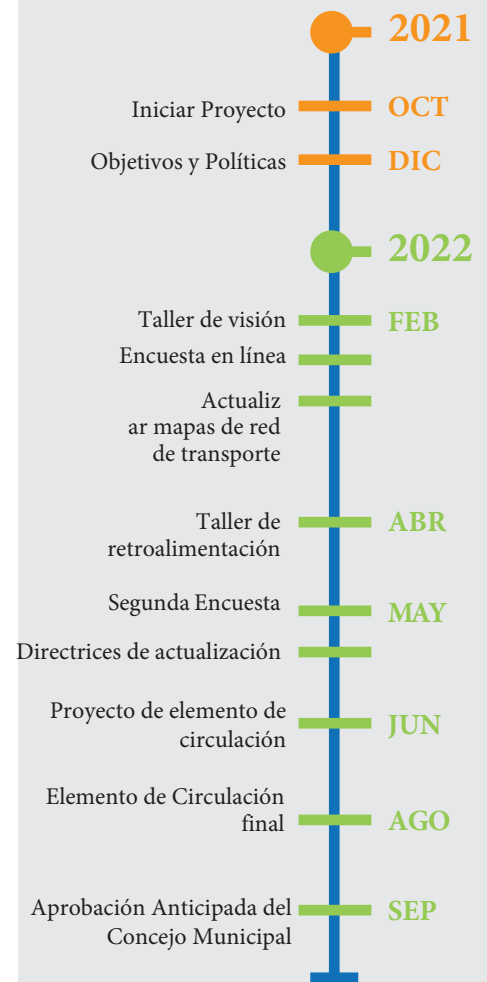 2021
Iniciar Proyecto OCT
Objetivos y Políticas DIC
2022
Taller de visión FEB
Encuesta en línea
Actualiz
ar mapas de red
de transporte
Taller de ABR
retroalimentación
Segunda Encuesta MAY
Directrices de actualización
Proyecto de elemento de JUN
circulación
Elemento de Circulación
final AGO
Aprobación Anticipada del SEP
Concejo Municipal